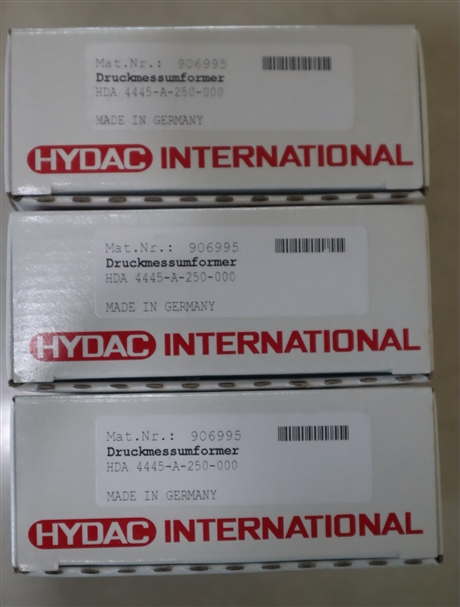 Mat.Nr.: 906995
Druckmessumformer
HDA 4445-A-250-000
MADE IN GERMANY
HYDAC INTERNATIONAL
Mat.Nr.: 906995
Druckmessumformer
HDA 4445-A-250-000
MADE IN GERMANY
HYDAC INTERNATIONAL
Mat.Nr.: 906995
Druckmessumformer
HDA 4445-A-250-000
MADE IN GERMANY
HYDAC INTERNATIONAL